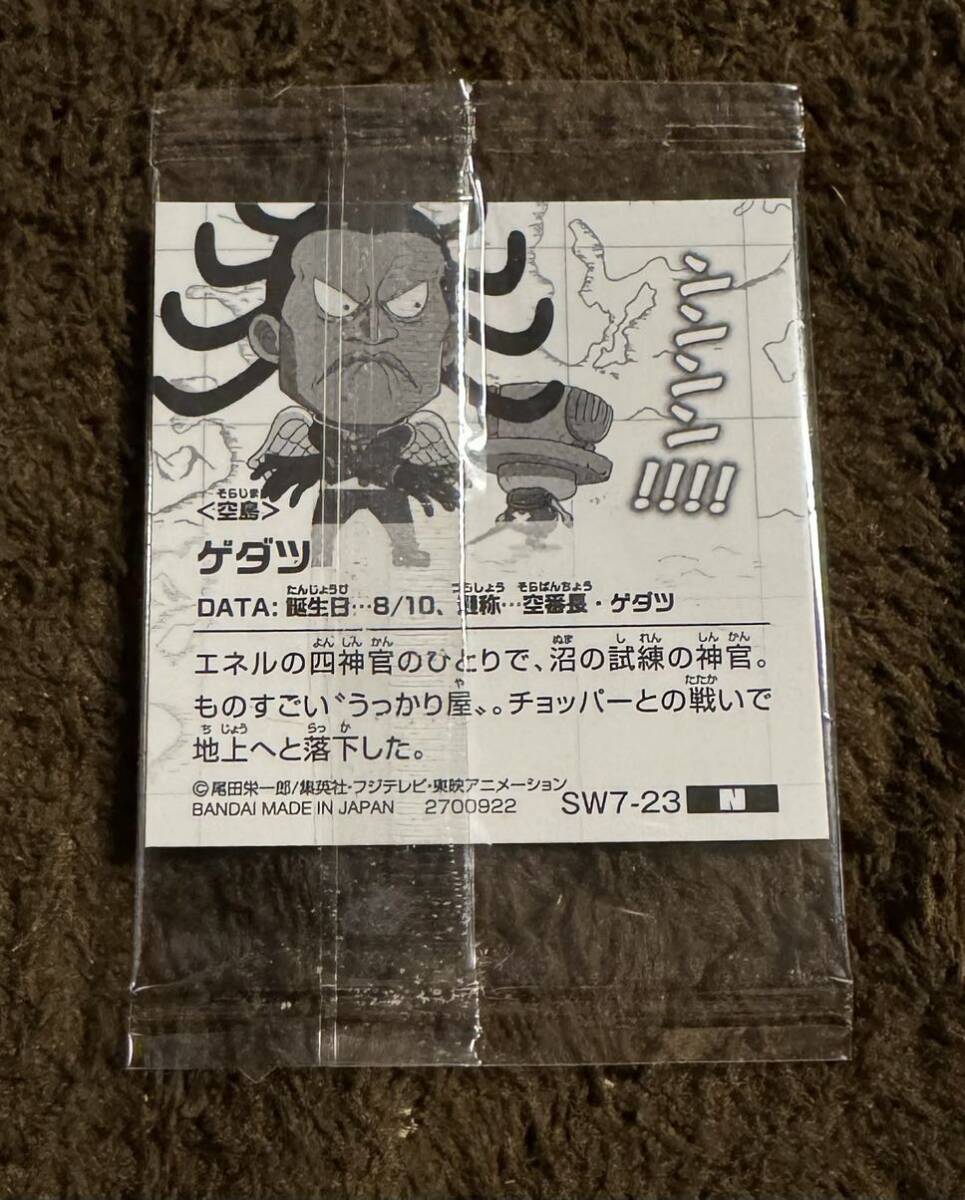 !!!!
そらじま
<空島>
ゲダツ
たんじょうび つうしょう そらばんちょう
DATA: 誕生日…8/10、通称…空番長・ゲダツ
よんしんかん ぬま しれん しんかん
エネルの四神官のひとりで、沼の試練の神官。
や たたか
ものすごい〝うっかり屋〟。チョッパーとの戦いで
ちじょう らっか
地上へと落下した。
©尾田栄一郎/集英社・フジテレビ・東映アニメーション
BANDAI MADE IN JAPAN 2700922
SW7-23 N